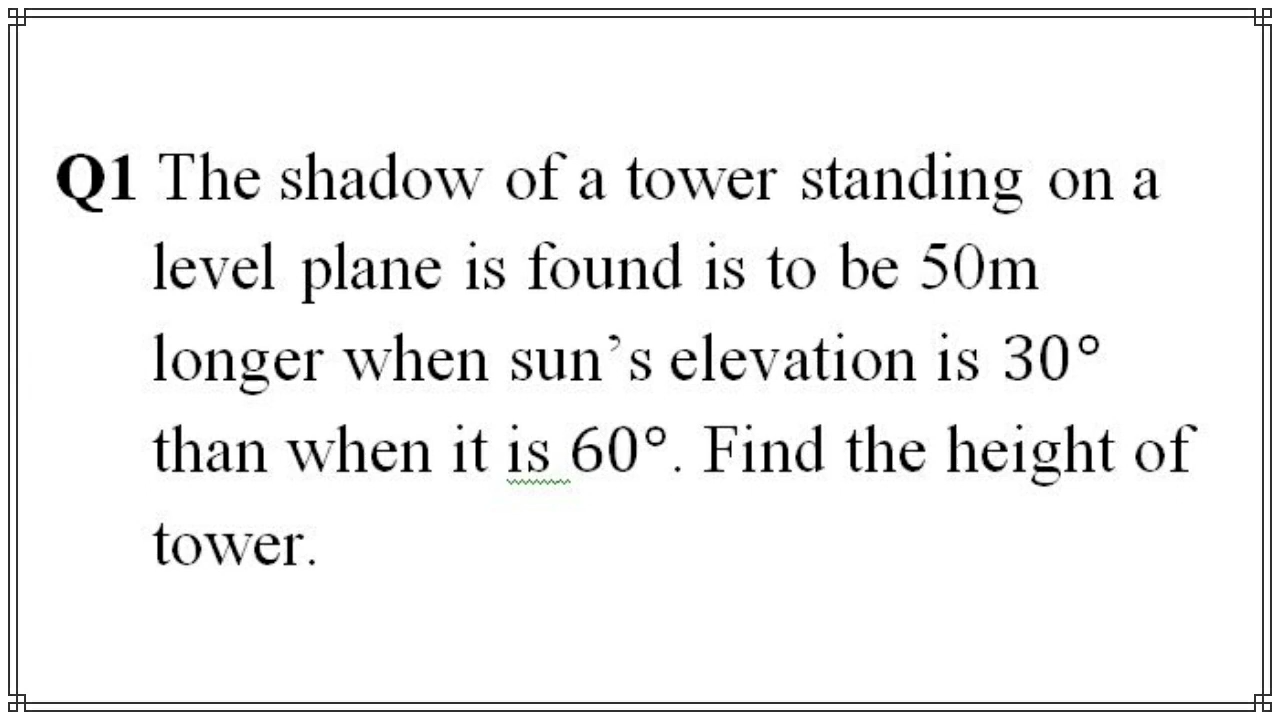 Q1 The shadow of a tower standing on a
level plane is found is to be 50m
longer when sun’s elevation is 30°
than when it is 60°. Find the height of
tower.